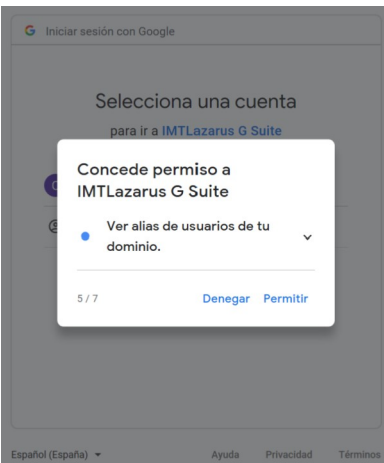 Iniciar sesión con Google
Selecciona una cuenta
para ir a IMTLazarus G Suite
Concede permiso a
IMTLazarus G Suite
Ver alias de usuarios de tu
dominio.
5 / 7 Denegar Permitir
Español (España) Ayuda Privacidad Términos